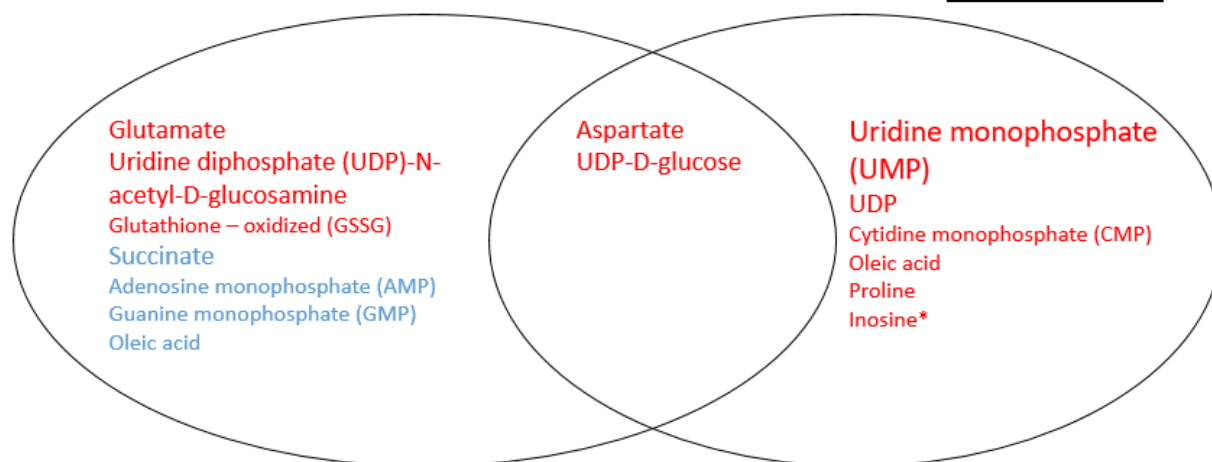 Glutamate
Uridine diphosphate (UDP)-N-
acetyl-D-glucosamine
Glutathione – oxidized (GSSG)
Succinate
Adenosine monophosphate (AMP)
Guanine monophosphate (GMP)
Oleic acid
Aspartate
UDP-D-glucose
Uridine monophosphate
(UMP)
UDP
Cytidine monophosphate (CMP)
Oleic acid
Proline
Inosine*